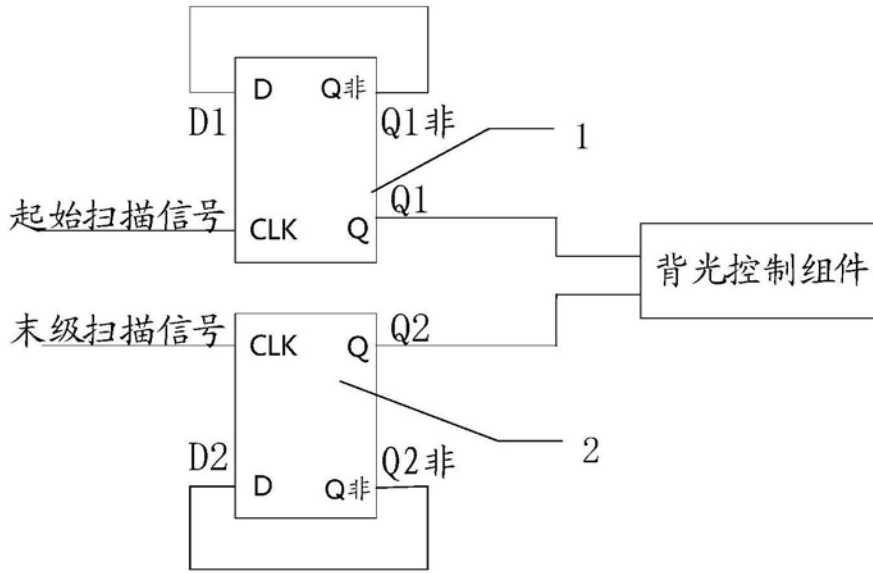 D Q非
D1 Q1非
1
起始扫描信号 CLK Q Q1
背光控制组件
末级扫描信号 CLK Q Q2
2
D2 Q2非
D Q非